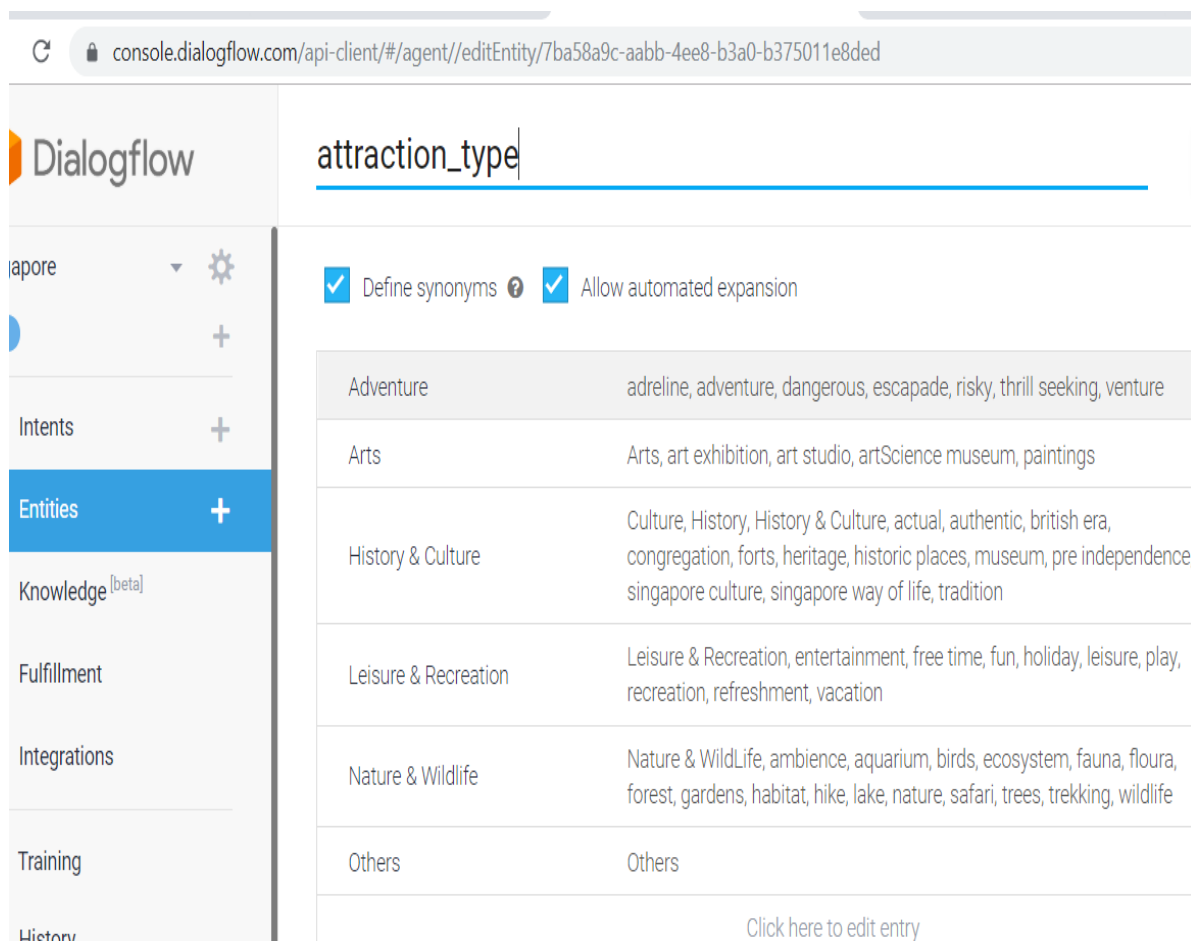 console.dialogflow.com/api-client/#/agent//editEntity/7ba58a9c-aabb-4ee8-b3a0-b375011e8ded
Dialogflow
attraction_type
apore
Define synonyms
Allow automated expansion
Intents
Entities
Knowledge [beta]
Fulfillment
Integrations
Training
History
Adventure
adreline, adventure, dangerous, escapade, risky, thrill seeking, venture
Arts
Arts, art exhibition, art studio, artScience museum, paintings
History & Culture
Culture, History, History & Culture, actual, authentic, british era,
congregation, forts, heritage, historic places, museum, pre independence
singapore culture, singapore way of life, tradition
Leisure & Recreation
Leisure & Recreation, entertainment, free time, fun, holiday, leisure, play,
recreation, refreshment, vacation
Nature & Wildlife
Nature & WildLife, ambience, aquarium, birds, ecosystem, fauna, floura,
forest, gardens, habitat, hike, lake, nature, safari, trees, trekking, wildlife
Others
Others
Click here to edit entry